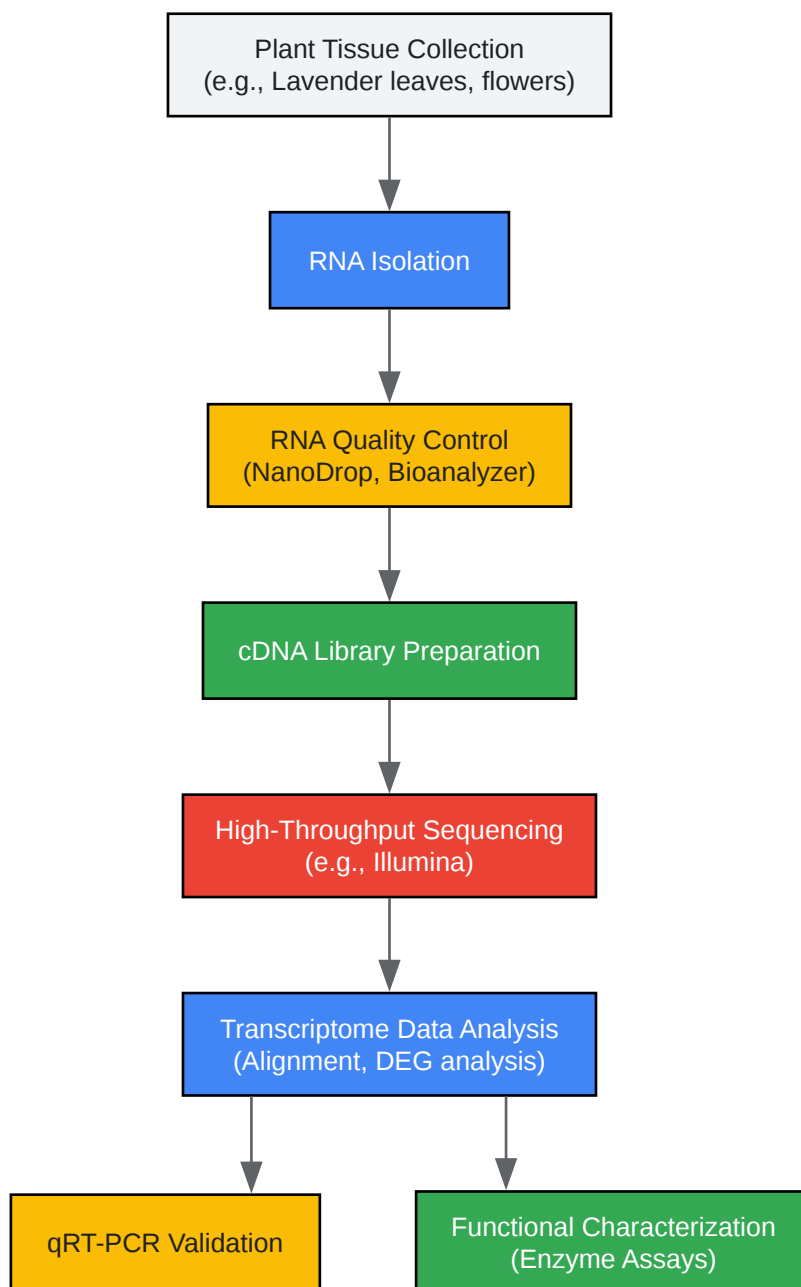 Plant Tissue Collection
(e.g., Lavender leaves, flowers)
RNA Isolation
RNA Quality Control
(NanoDrop, Bioanalyzer)
cDNA Library Preparation
High-Throughput Sequencing
(e.g., Illumina)
Transcriptome Data Analysis
(Alignment, DEG analysis)
qRT-PCR Validation
Functional Characterization
(Enzyme Assays)